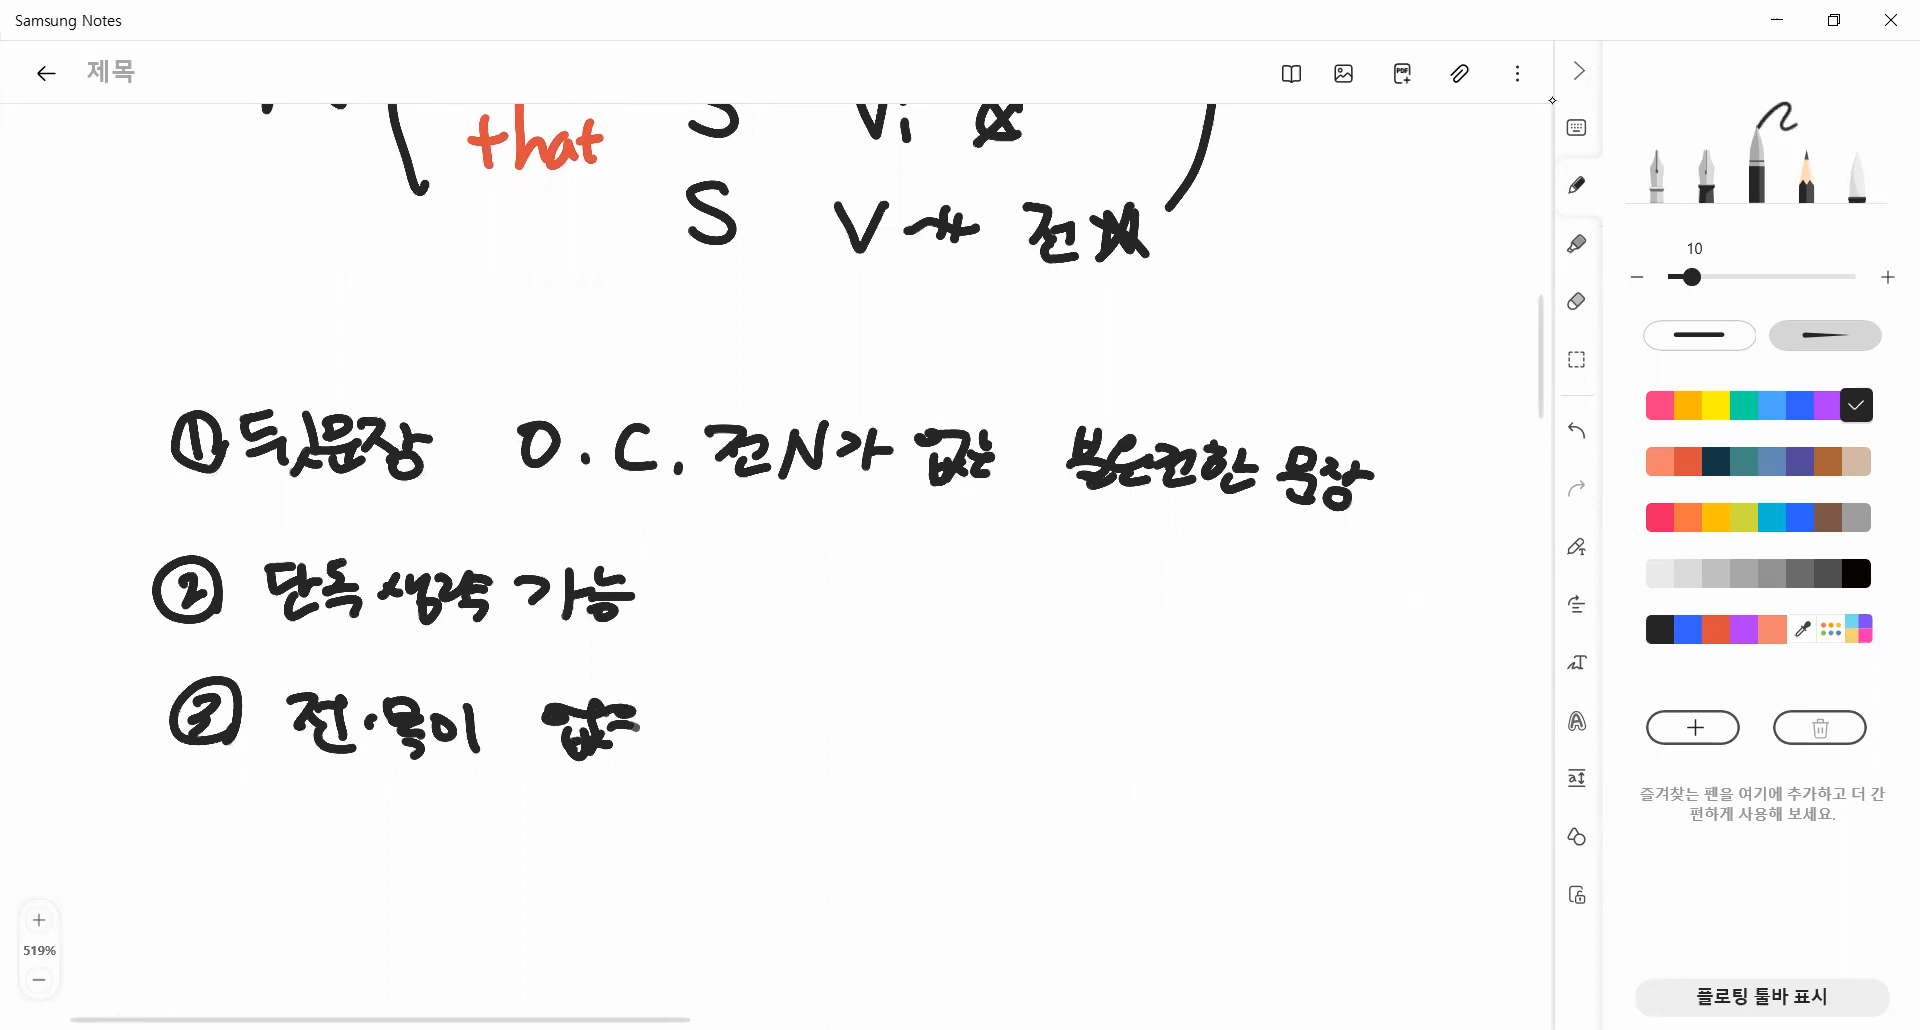 Samsung Notes
제목
that S Vi
S V 전
10
① 뒷문장 O. C. 전N가 없는 불완전한 문장
② 단독 생략 가능
③ 전·목이 없
즐겨찾는 펜을 여기에 추가하고 더 간
편하게 사용해 보세요.
519%
플로팅 툴바 표시